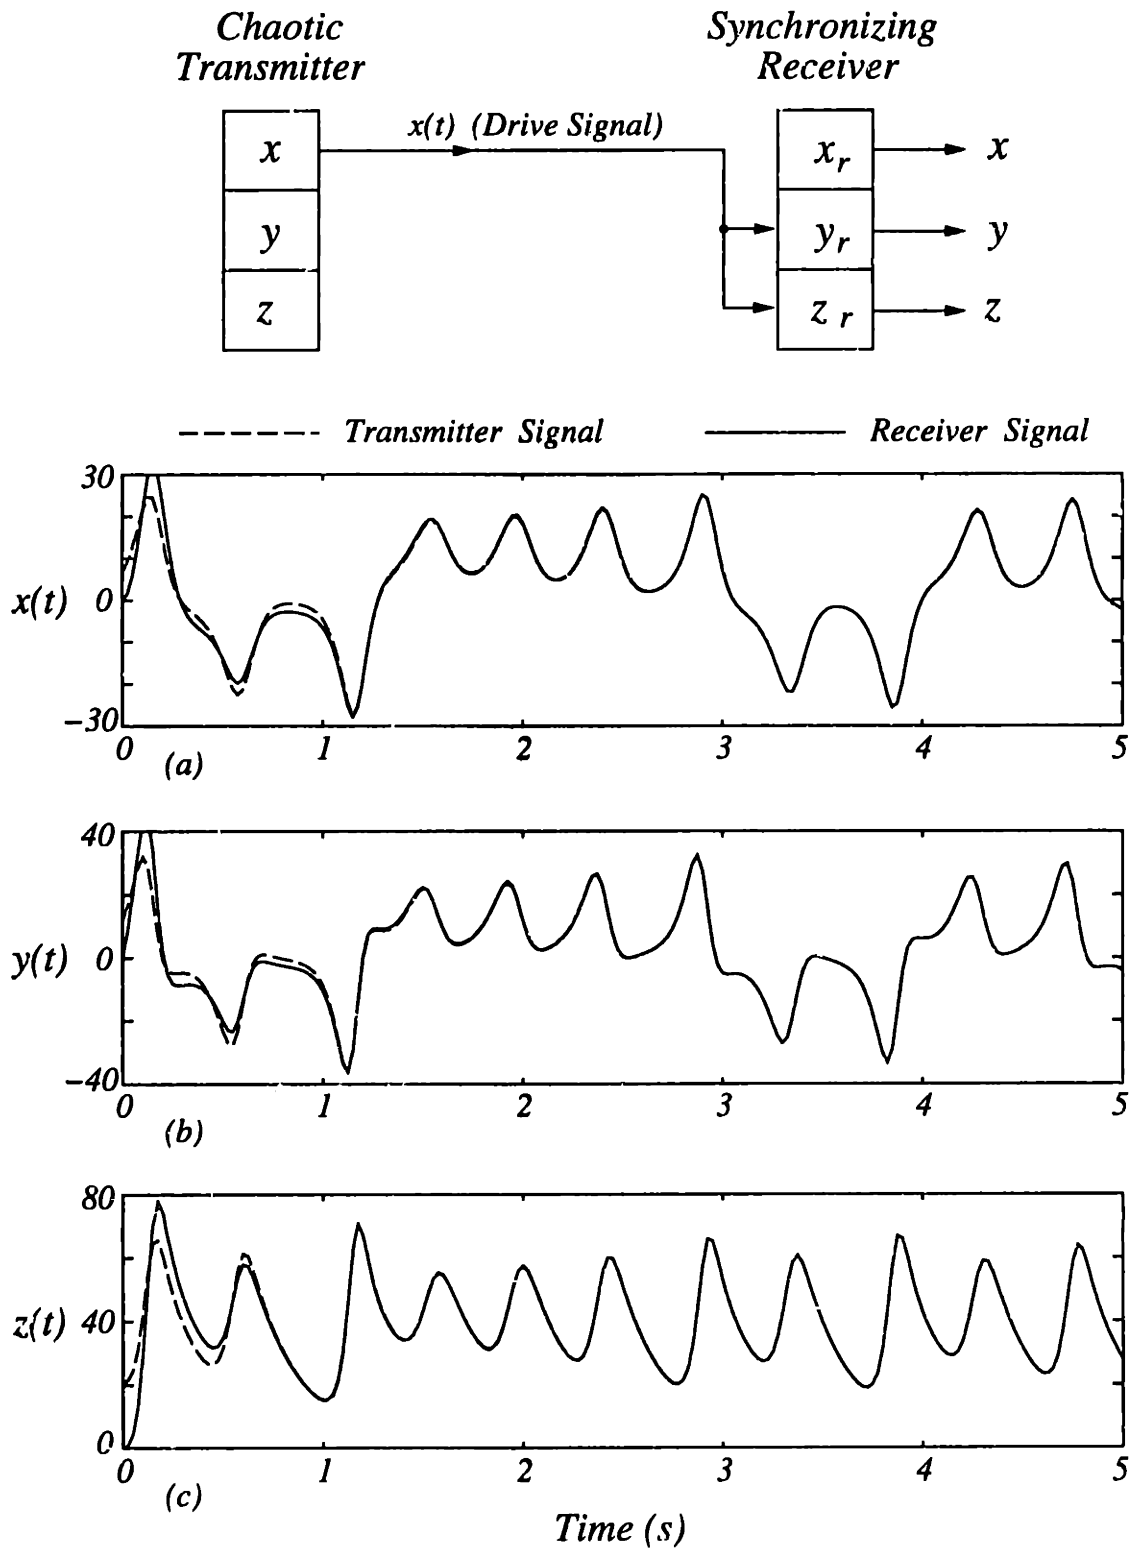 Chaotic
Transmitter
Synchronizing
Receiver
x
y
z
x(t) (Drive Signal)
x_r
y_r
z_r
x
y
z
Transmitter Signal
Receiver Signal
30
x(t) 0
−30
0 1 2 3 4 5
(a)
40
y(t) 0
−40
0 1 2 3 4 5
(b)
80
z(t) 40
0
0 1 2 3 4 5
(c)
Time (s)